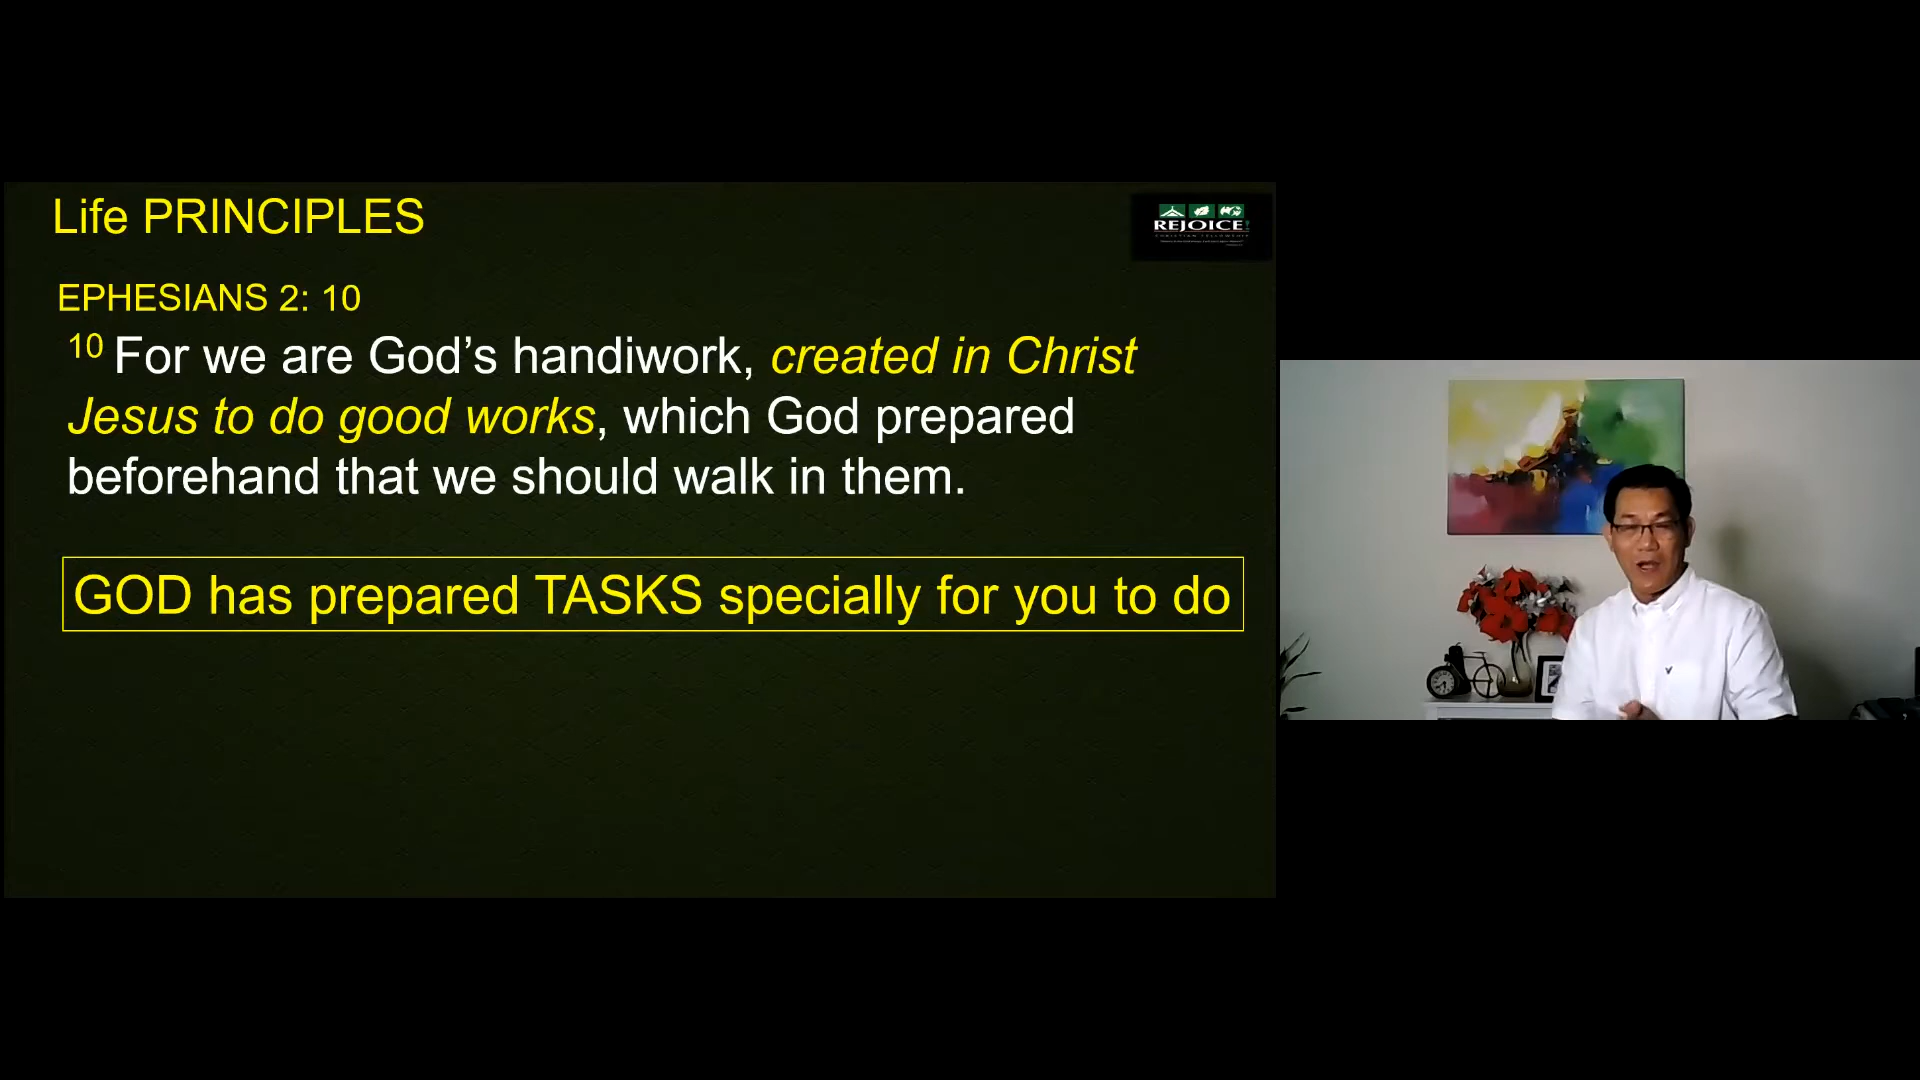 Life PRINCIPLES
REJOICE
EPHESIANS 2: 10
10 For we are God’s handiwork, created in Christ
Jesus to do good works, which God prepared
beforehand that we should walk in them.
GOD has prepared TASKS specially for you to do